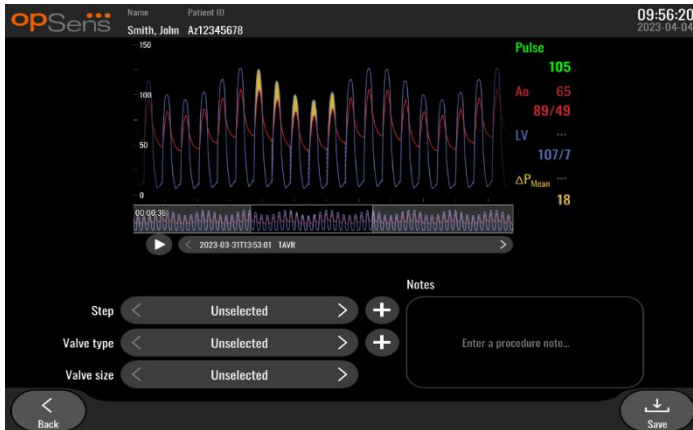 opSens
Name Patient ID
Smith, John Az12345678
09:56:20
2023-04-04
150
100
50
0
Pulse
105
Ao 65
89/49
LV ---
107/7
ΔPMean ---
18
00:00:36
2023-03-31T13:53:01 TAVR
Notes
Step Unselected
Valve type Unselected
Valve size Unselected
Enter a procedure note...
Back
Save